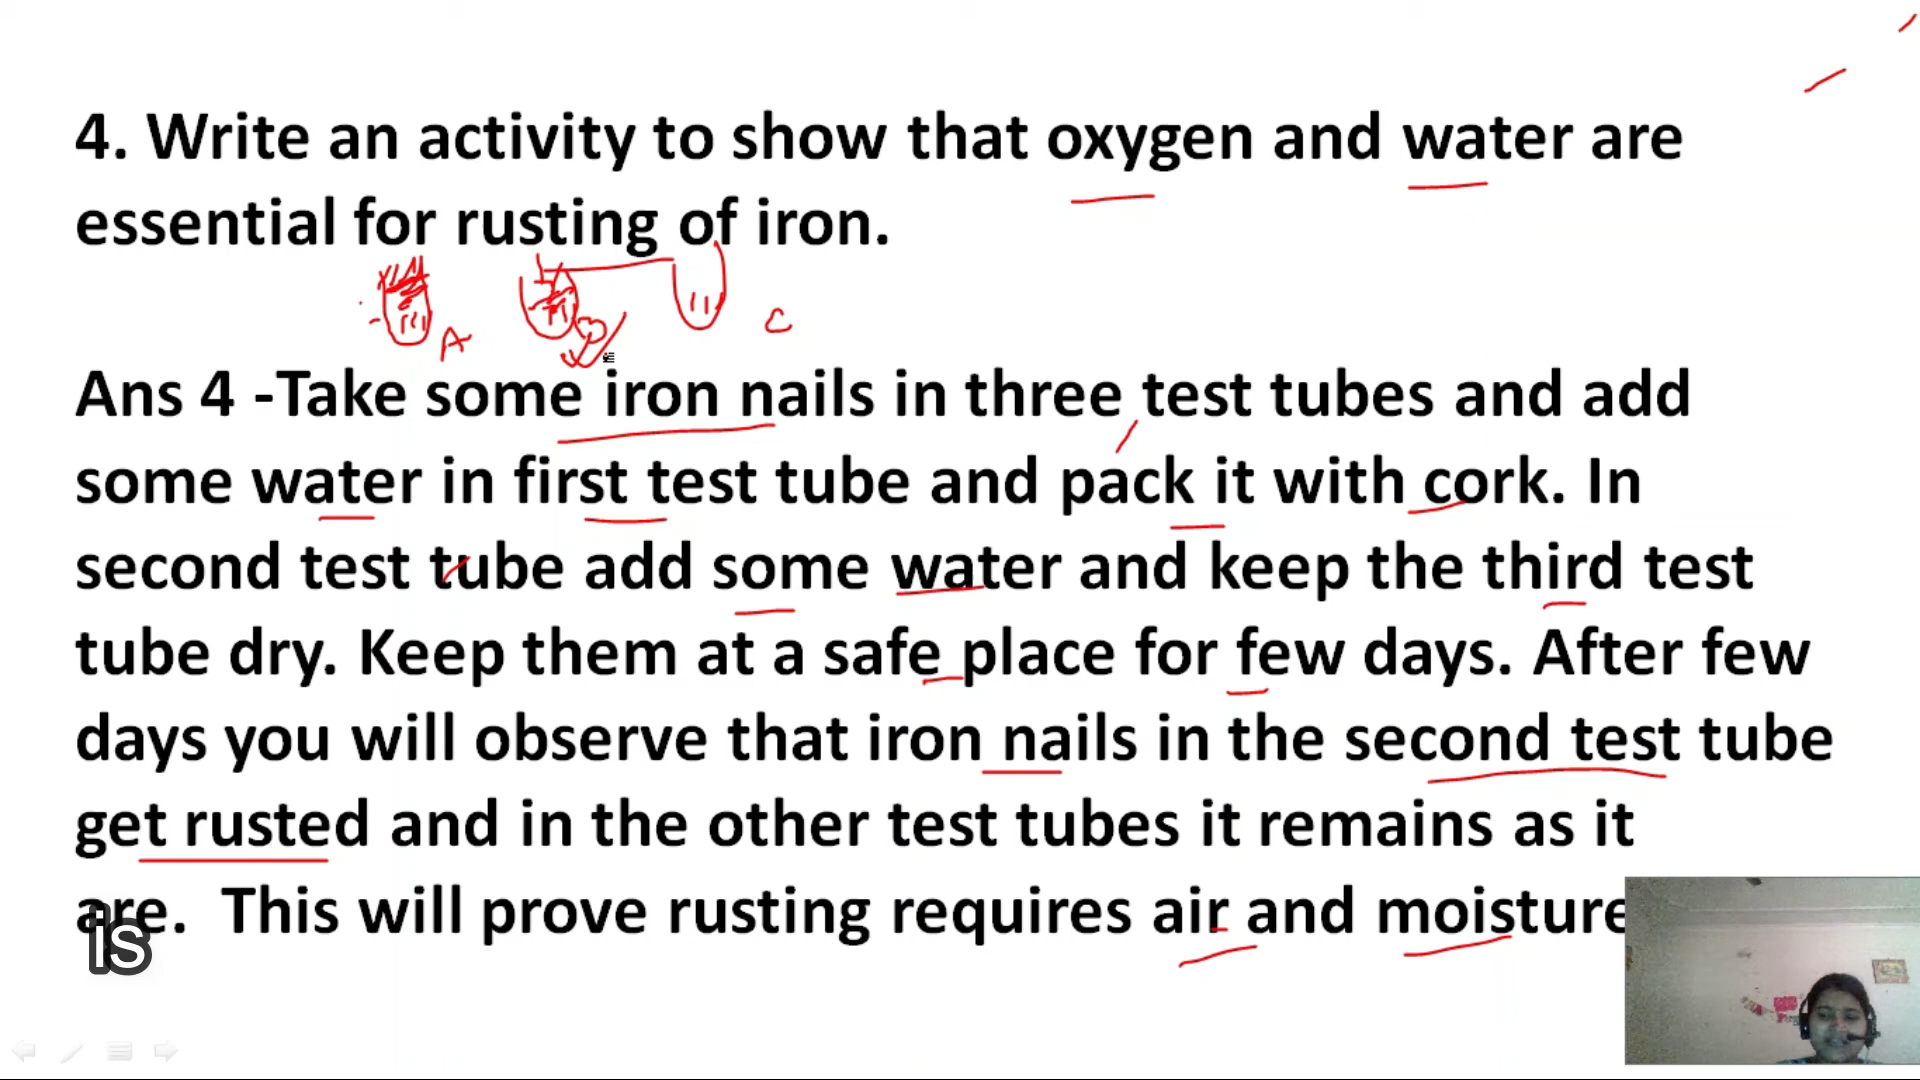 4. Write an activity to show that oxygen and water are
essential for rusting of iron.
A
B
C
Ans 4 -Take some iron nails in three test tubes and add
some water in first test tube and pack it with cork. In
second test tube add some water and keep the third test
tube dry. Keep them at a safe place for few days. After few
days you will observe that iron nails in the second test tube
get rusted and in the other test tubes it remains as it
are. This will prove rusting requires air and moisture
is